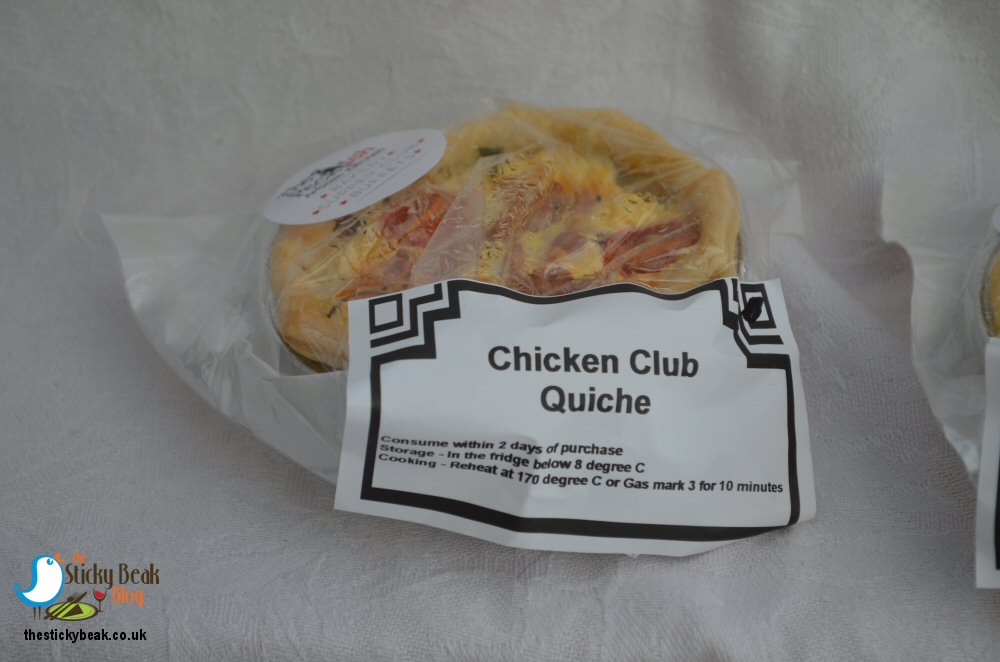 Chicken Club
Quiche
Consume within 2 days of purchase
Storage - In the fridge below 8 degree C
Cooking - Reheat at 170 degree C or Gas mark 3 for 10 minutes
The
Sticky Beak
Blog
thestickybeak.co.uk